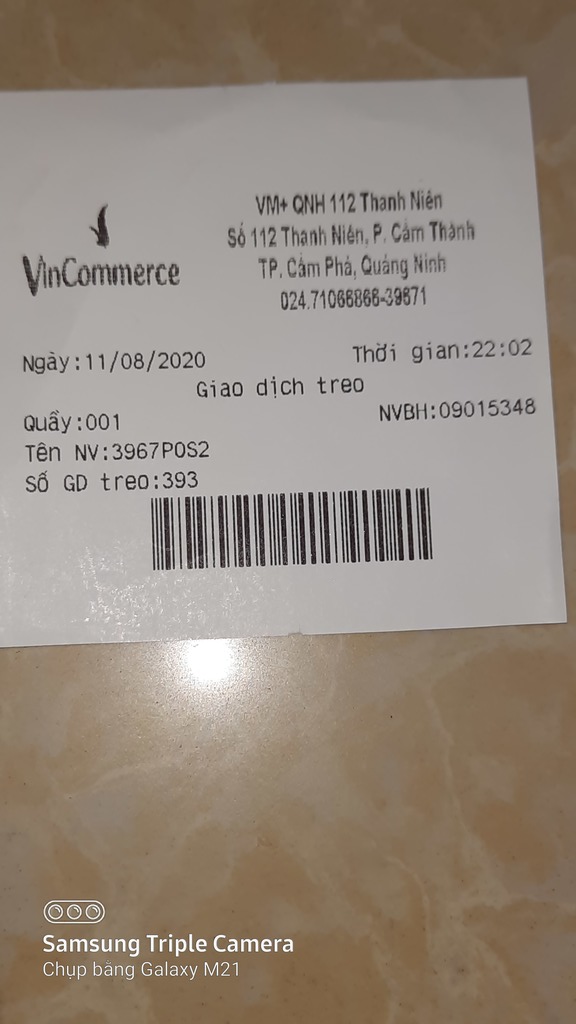 VinCommerce
VM+ QNH 112 Thanh Niên
Số 112 Thanh Niên, P. Cẩm Thành
TP. Cẩm Phả, Quảng Ninh
024.71066866-39671
Ngày:11/08/2020 Thời gian:22:02
Giao dịch treo
Quầy:001 NVBH:09015348
Tên NV:3967POS2
Số GD treo:393
Samsung Triple Camera
Chụp bằng Galaxy M21